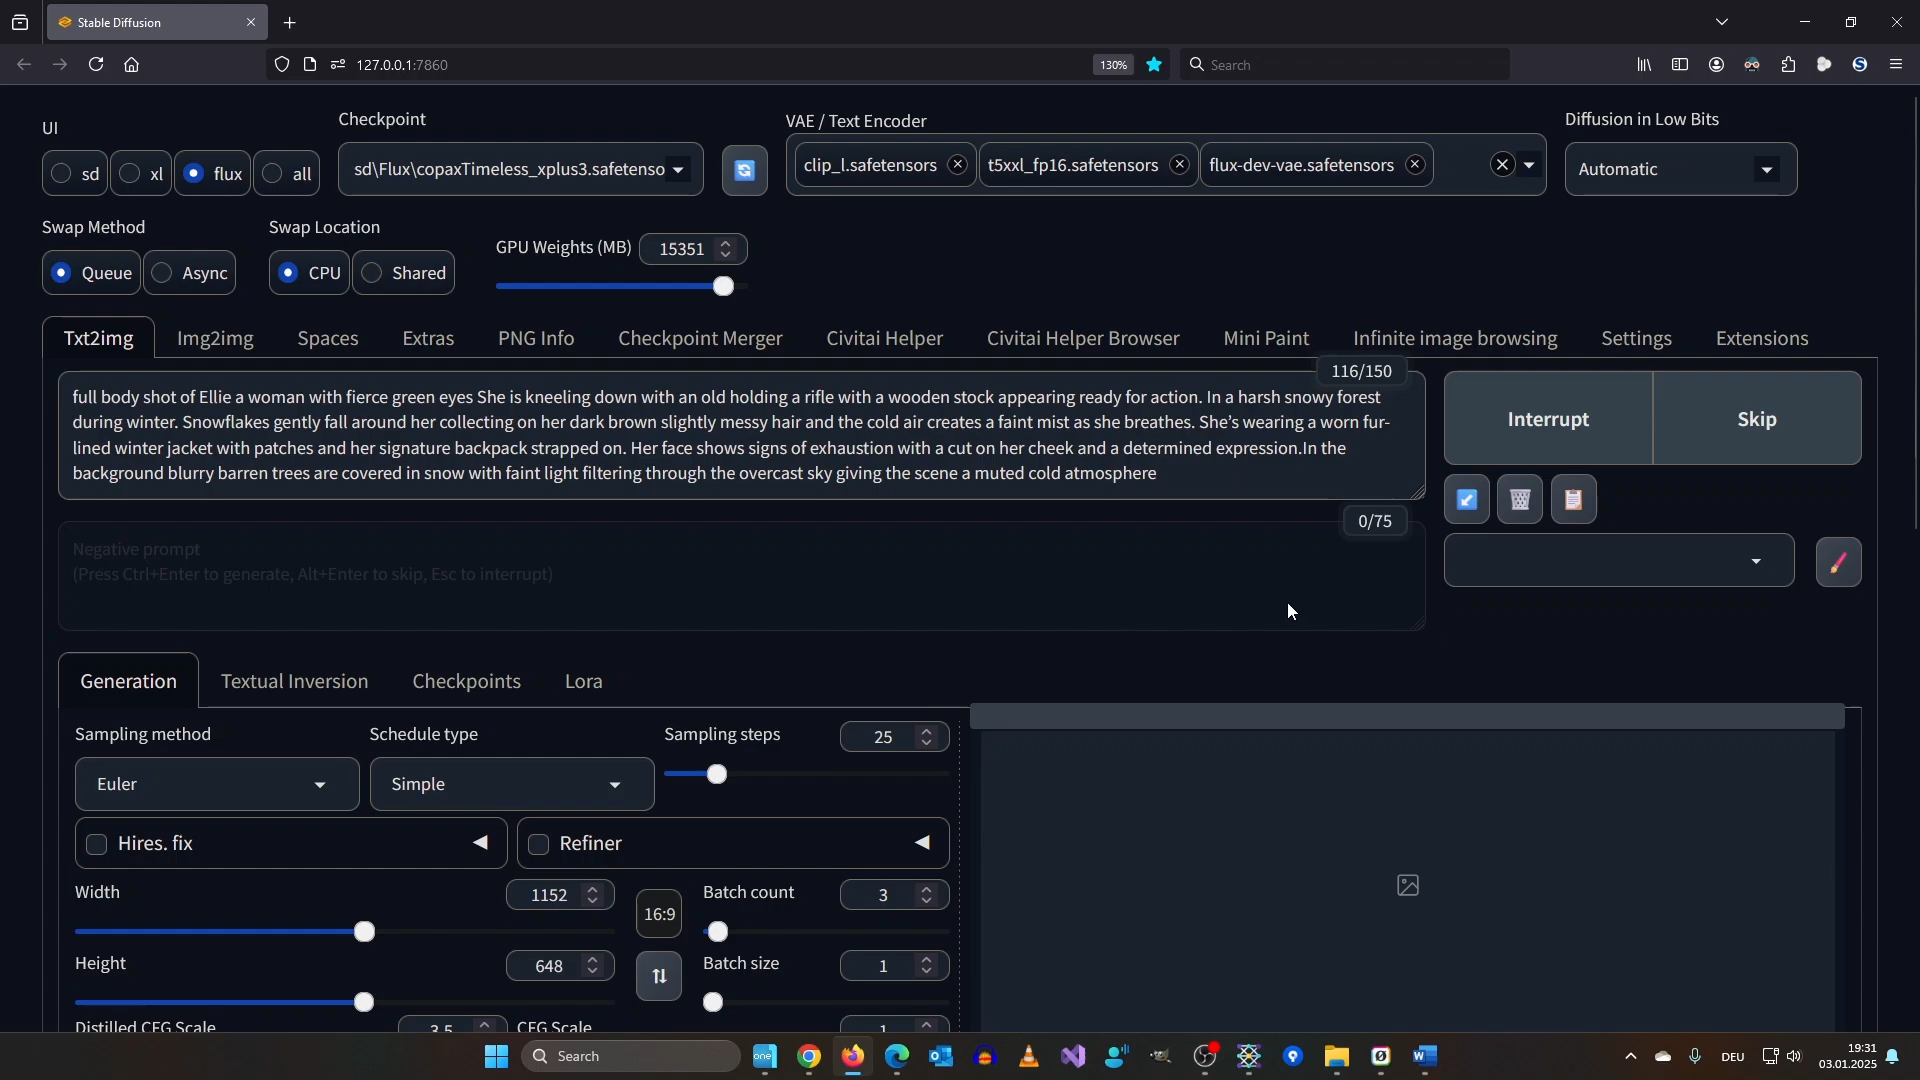 Stable Diffusion
127.0.0.1:7860
130%
Search
UI
Checkpoint
VAE / Text Encoder
Diffusion in Low Bits
sd
xl
flux
all
sd\Flux\copaxTimeless_xplus3.safetenso
clip_l.safetensors
t5xxl_fp16.safetensors
flux-dev-vae.safetensors
Automatic
Swap Method
Swap Location
GPU Weights (MB)
15351
Queue
Async
CPU
Shared
Txt2img
Img2img
Spaces
Extras
PNG Info
Checkpoint Merger
Civitai Helper
Civitai Helper Browser
Mini Paint
Infinite image browsing
Settings
Extensions
116/150
full body shot of Ellie a woman with fierce green eyes She is kneeling down with an old holding a rifle with a wooden stock appearing ready for action. In a harsh snowy forest
during winter. Snowflakes gently fall around her collecting on her dark brown slightly messy hair and the cold air creates a faint mist as she breathes. She’s wearing a worn fur-
lined winter jacket with patches and her signature backpack strapped on. Her face shows signs of exhaustion with a cut on her cheek and a determined expression.In the
background blurry barren trees are covered in snow with faint light filtering through the overcast sky giving the scene a muted cold atmosphere
Interrupt
Skip
0/75
Negative prompt
(Press Ctrl+Enter to generate, Alt+Enter to skip, Esc to interrupt)
Generation
Textual Inversion
Checkpoints
Lora
Sampling method
Schedule type
Sampling steps
25
Euler
Simple
Hires. fix
Refiner
Width
1152
16:9
Batch count
3
Height
648
Batch size
1
Distilled CFG Scale
3.5
CFG Scale
1
Search
one
DEU
19:31
03.01.2025